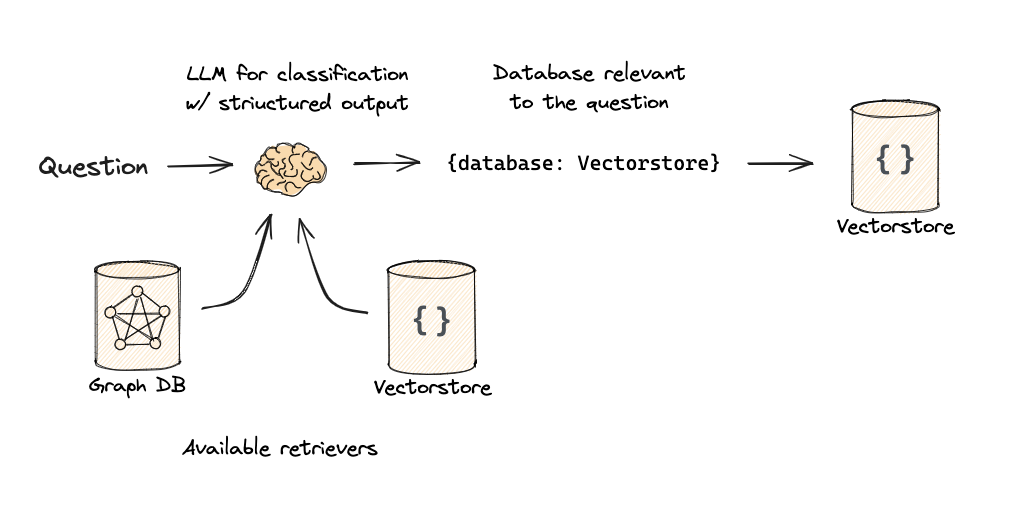 LLM for classification
w/ striuctured output
Database relevant
to the question
Question
{database: Vectorstore}
{ }
Vectorstore
{ }
Graph DB
Vectorstore
Available retrievers